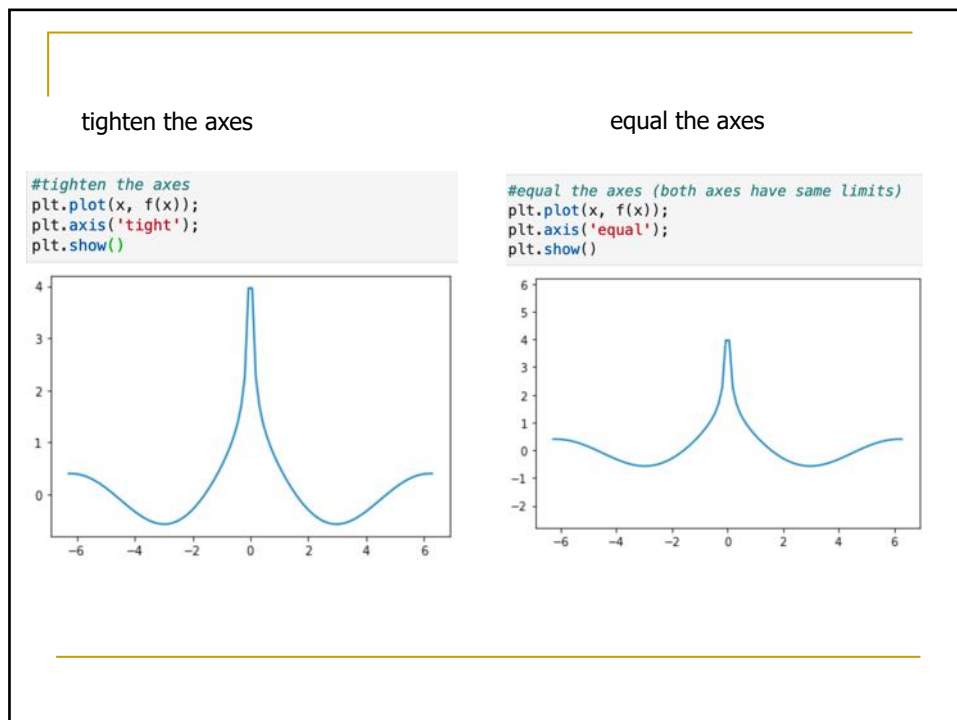 tighten the axes
#tighten the axes
plt.plot(x, f(x));
plt.axis('tight');
plt.show()
4
3
2
1
0
−6 −4 −2 0 2 4 6
equal the axes
#equal the axes (both axes have same limits)
plt.plot(x, f(x));
plt.axis('equal');
plt.show()
6
5
4
3
2
1
0
−1
−2
−6 −4 −2 0 2 4 6